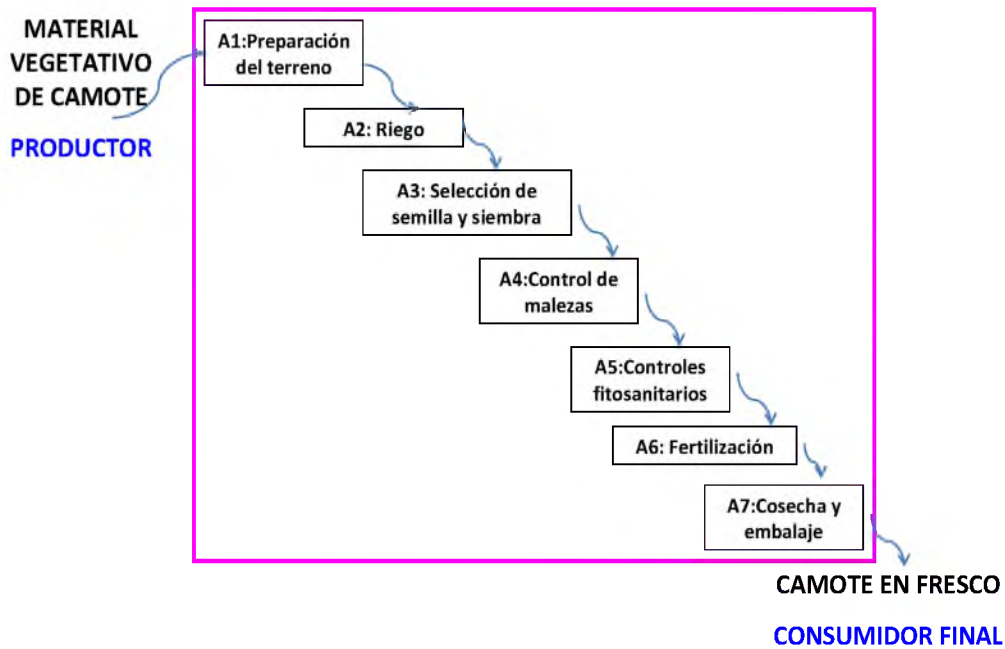 MATERIAL
VEGETATIVO
DE CAMOTE
PRODUCTOR
A1:Preparación
del terreno
A2: Riego
A3: Selección de
semilla y siembra
A4:Control de
malezas
A5:Controles
fitosanitarios
A6: Fertilización
A7:Cosecha y
embalaje
CAMOTE EN FRESCO
CONSUMIDOR FINAL